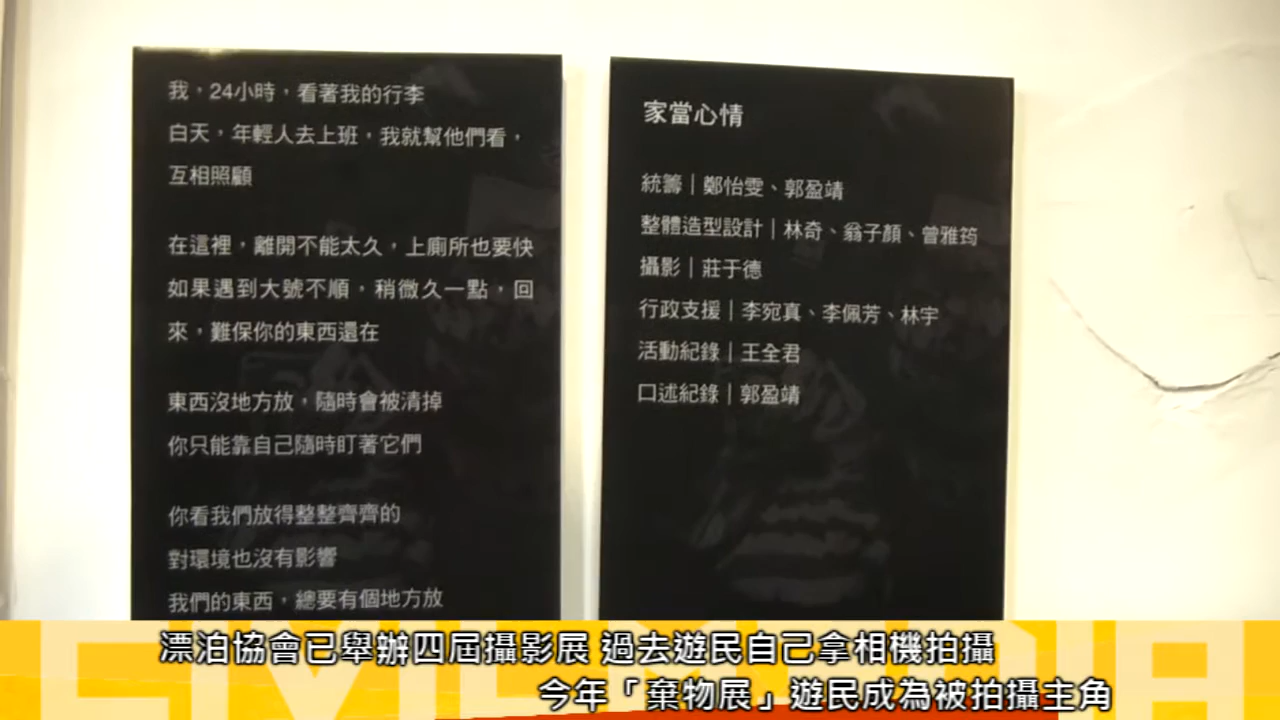 我，24小時，看著我的行李
白天，年輕人去上班，我就幫他們看，
互相照顧
在這裡，離開不能太久，上廁所也要快
如果遇到大號不順，稍微久一點，回
來，難保你的東西還在
東西沒地方放，隨時會被清掉
你只能靠自己隨時盯著它們
你看我們放得整整齊齊的
對環境也沒有影響
我們的東西，總要有個地方放
家當心情
統籌｜鄭怡雯、郭盈靖
整體造型設計｜林奇、翁子顏、曾雅筠
攝影｜莊于德
行政支援｜李宛真、李佩芳、林宇
活動紀錄｜王全君
口述紀錄｜郭盈靖
漂泊協會已舉辦四屆攝影展 過去遊民自己拿相機拍攝
今年「棄物展」遊民成為被拍攝主角